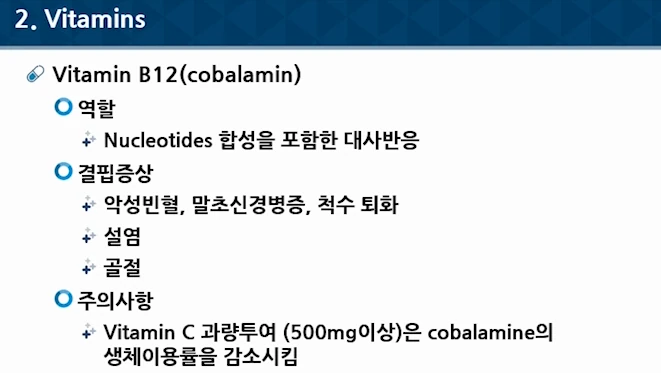 2. Vitamins
Vitamin B12(cobalamin)
역할
Nucleotides 합성을 포함한 대사반응
결핍증상
악성빈혈, 말초신경병증, 척수 퇴화
설염
골절
주의사항
Vitamin C 과량투여 (500mg이상)은 cobalamine의
생체이용률을 감소시킴